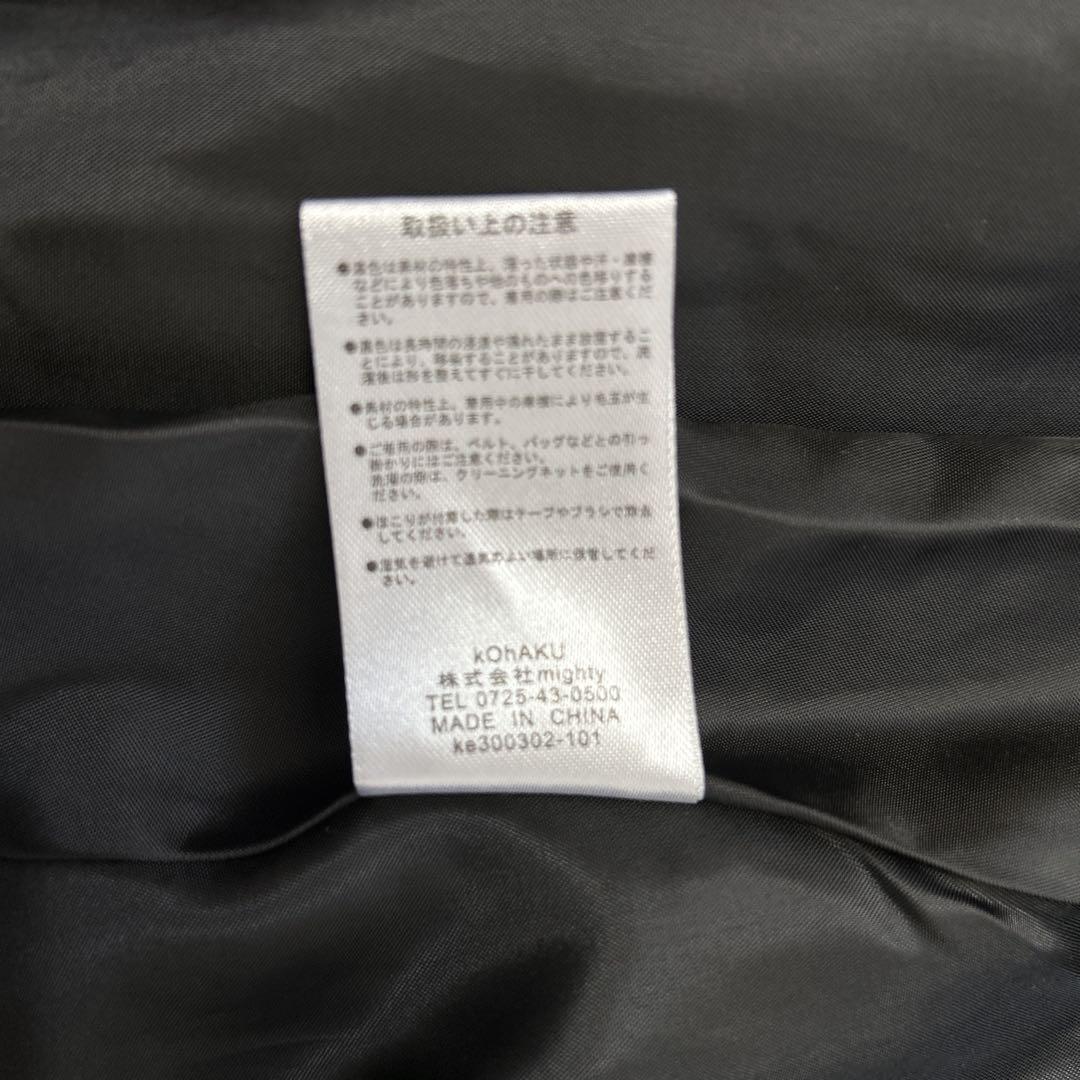 取扱い上の注意
●濃色は素材の特性上、湿った状態や汗・摩擦
などにより色落ちや他のものへの色移りする
ことがありますので、着用の際はご注意くだ
さい。
●濃色は長時間の浸漬や濡れたまま放置するこ
とにより、移染することがありますので、洗
濯後は形を整えてすぐに干してください。
●素材の特性上、着用中の摩擦により毛玉が生
じる場合があります。
●ご着用の際は、ベルト、バッグなどとの引っ
掛かりにはご注意ください。
洗濯の際は、クリーニングネットをご使用く
ださい。
●ほこりが付着した際はテープやブラシで除去
してください。
●湿気を避けて通気のよい場所に保管してくだ
さい。
kOhAKU
株式会社mighty
TEL 0725-43-0500
MADE IN CHINA
ke300302-101